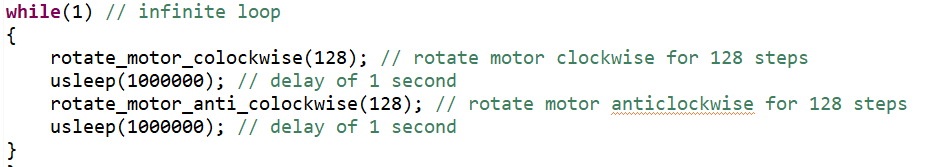 while(1) // infinite loop
{
    rotate_motor_colockwise(128); // rotate motor clockwise for 128 steps
    usleep(1000000); // delay of 1 second
    rotate_motor_anti_colockwise(128); // rotate motor anticlockwise for 128 steps
    usleep(1000000); // delay of 1 second
}